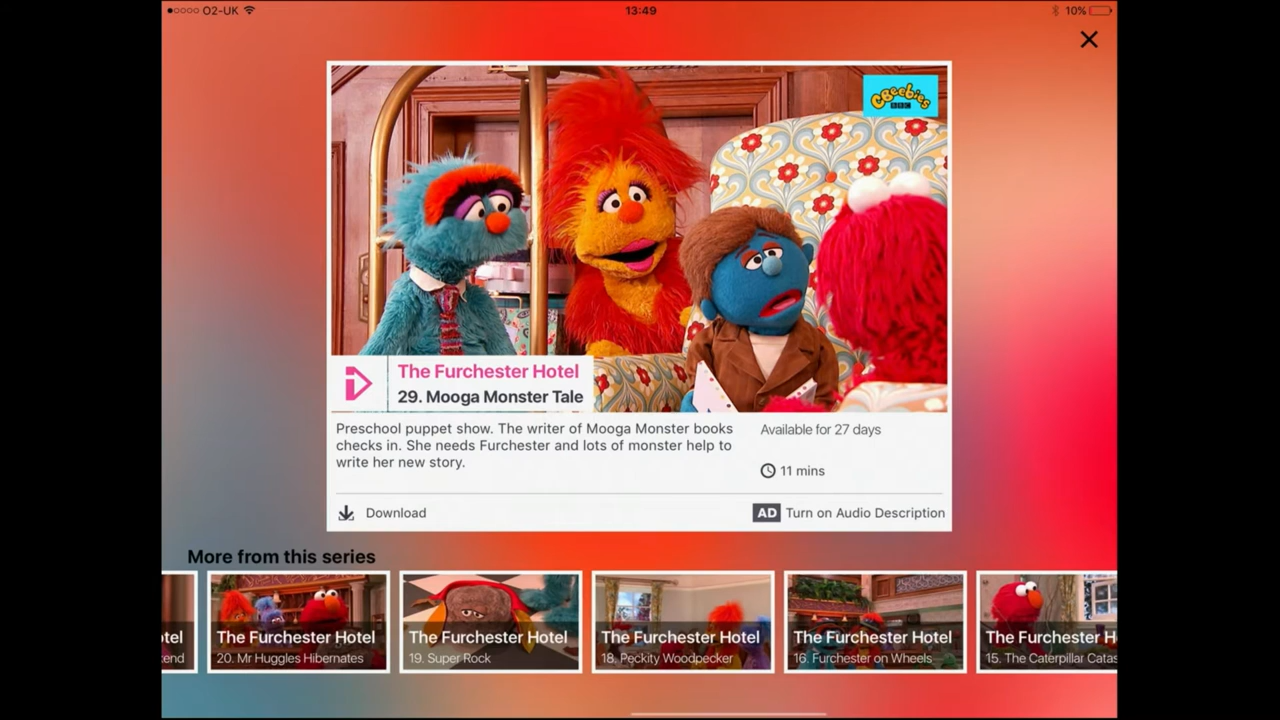 O2-UK
13:49
10%
CBeebies
BBC
The Furchester Hotel
29. Mooga Monster Tale
Preschool puppet show. The writer of Mooga Monster books
checks in. She needs Furchester and lots of monster help to
write her new story.
Available for 27 days
11 mins
Download
AD Turn on Audio Description
More from this series
tel
end
The Furchester Hotel
20. Mr Huggles Hibernates
The Furchester Hotel
19. Super Rock
The Furchester Hotel
18. Peckity Woodpecker
The Furchester Hotel
16. Furchester on Wheels
The Furchester H
15. The Caterpillar Catas